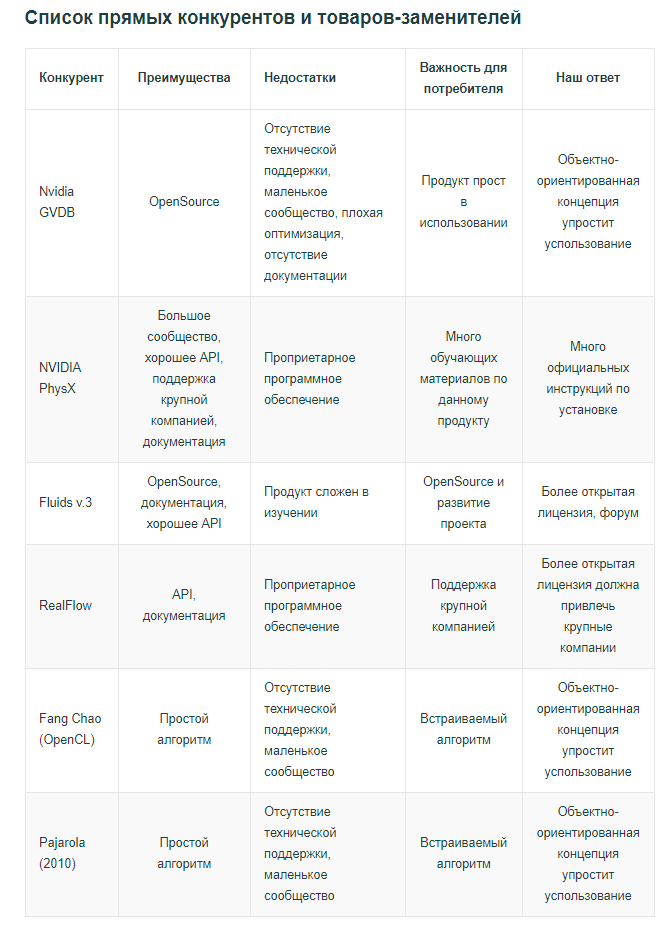 Список прямых конкурентов и товаров-заменителей
Конкурент
Преимущества
Недостатки
Важность для
потребителя
Наш ответ
Nvidia
GVDB
OpenSource
Отсутствие
технической
поддержки,
маленькое
сообщество, плохая
оптимизация,
отсутствие
документации
Продукт прост
в
использовании
Объектно-
ориентированная
концепция
упростит
успользование
NVIDIA
PhysX
Большое
сообщество,
хорошее API,
поддержка
крупной
компанией,
документация
Проприетарное
программное
обеспечение
Много
обучающих
материалов по
данному
продукту
Много
официальных
инструкций по
установке
Fluids v.3
OpenSource,
документация,
хорошее API
Продукт сложен в
изучении
OpenSource и
развитие
проекта
Более открытая
лицензия, форум
RealFlow
API,
документация
Проприетарное
программное
обеспечение
Поддержка
крупной
компанией
Более открытая
лицензия должна
привлечь
крупные
компании
Fang Chao
(OpenCL)
Простой
алгоритм
Отсутствие
технической
поддержки,
маленькое
сообщество
Встраиваемый
алгоритм
Объектно-
ориентированная
концепция
упростит
успользование
Pajarola
(2010)
Простой
алгоритм
Отсутствие
технической
поддержки,
маленькое
сообщество
Встраиваемый
алгоритм
Объектно-
ориентированная
концепция
упростит
успользование